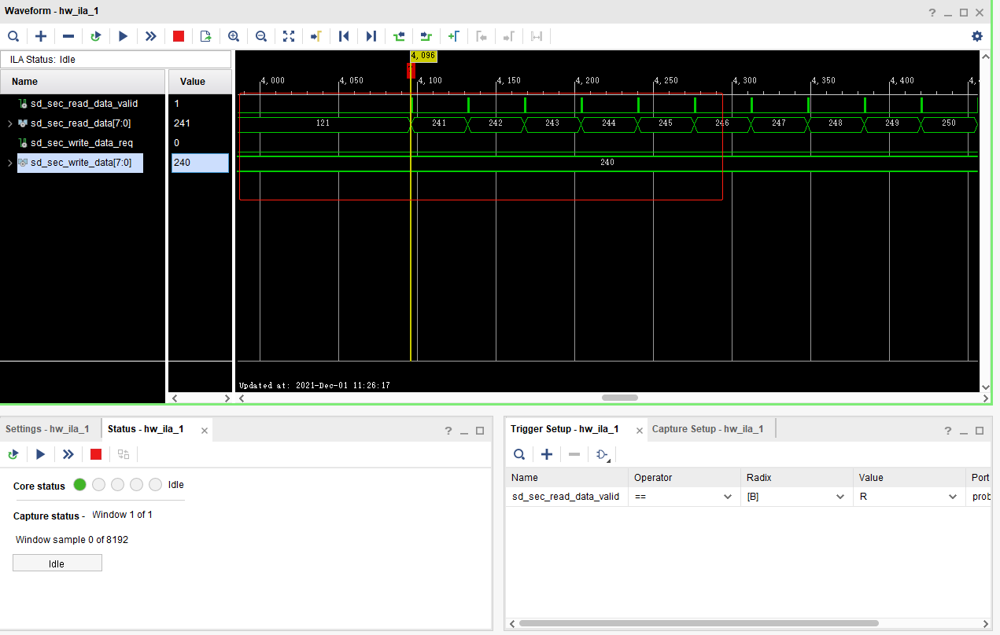 Waveform - hw_ila_1
?
ILA Status: Idle
Name Value
sd_sec_read_data_valid 1
sd_sec_read_data[7:0] 241
sd_sec_write_data_req 0
sd_sec_write_data[7:0] 240
4,096
4,000 4,050 4,100 4,150 4,200 4,250 4,300 4,350 4,400 4,
121 241 242 243 244 245 246 247 248 249 250
240
Updated at: 2021-Dec-01 11:26:17
Settings - hw_ila_1 Status - hw_ila_1 ?
Core status Idle
Capture status - Window 1 of 1
Window sample 0 of 8192
Idle
Trigger Setup - hw_ila_1 Capture Setup - hw_ila_1 ?
Name Operator Radix Value Port
sd_sec_read_data_valid == [B] R prob